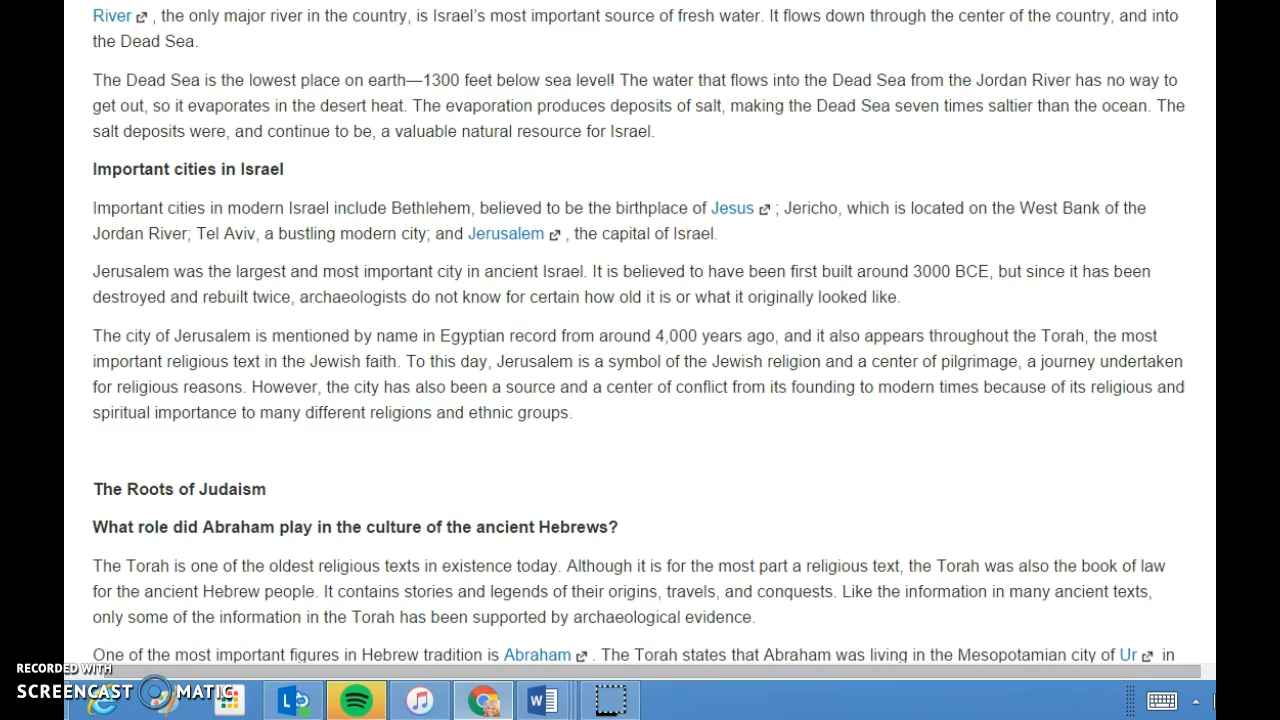 River , the only major river in the country, is Israel’s most important source of fresh water. It flows down through the center of the country, and into
the Dead Sea.
The Dead Sea is the lowest place on earth—1300 feet below sea level! The water that flows into the Dead Sea from the Jordan River has no way to
get out, so it evaporates in the desert heat. The evaporation produces deposits of salt, making the Dead Sea seven times saltier than the ocean. The
salt deposits were, and continue to be, a valuable natural resource for Israel.
Important cities in Israel
Important cities in modern Israel include Bethlehem, believed to be the birthplace of Jesus ; Jericho, which is located on the West Bank of the
Jordan River; Tel Aviv, a bustling modern city; and Jerusalem , the capital of Israel.
Jerusalem was the largest and most important city in ancient Israel. It is believed to have been first built around 3000 BCE, but since it has been
destroyed and rebuilt twice, archaeologists do not know for certain how old it is or what it originally looked like.
The city of Jerusalem is mentioned by name in Egyptian record from around 4,000 years ago, and it also appears throughout the Torah, the most
important religious text in the Jewish faith. To this day, Jerusalem is a symbol of the Jewish religion and a center of pilgrimage, a journey undertaken
for religious reasons. However, the city has also been a source and a center of conflict from its founding to modern times because of its religious and
spiritual importance to many different religions and ethnic groups.
The Roots of Judaism
What role did Abraham play in the culture of the ancient Hebrews?
The Torah is one of the oldest religious texts in existence today. Although it is for the most part a religious text, the Torah was also the book of law
for the ancient Hebrew people. It contains stories and legends of their origins, travels, and conquests. Like the information in many ancient texts,
only some of the information in the Torah has been supported by archaeological evidence.
One of the most important figures in Hebrew tradition is Abraham . The Torah states that Abraham was living in the Mesopotamian city of Ur in
RECORDED WITH
SCREENCAST MATIC